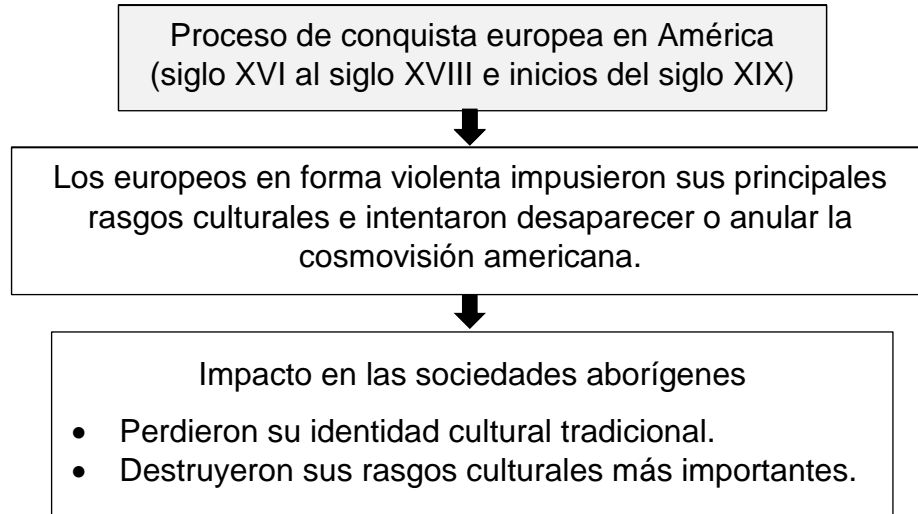 Proceso de conquista europea en América
(siglo XVI al siglo XVIII e inicios del siglo XIX)
Los europeos en forma violenta impusieron sus principales
rasgos culturales e intentaron desaparecer o anular la
cosmovisión americana.
Impacto en las sociedades aborígenes
• Perdieron su identidad cultural tradicional.
• Destruyeron sus rasgos culturales más importantes.